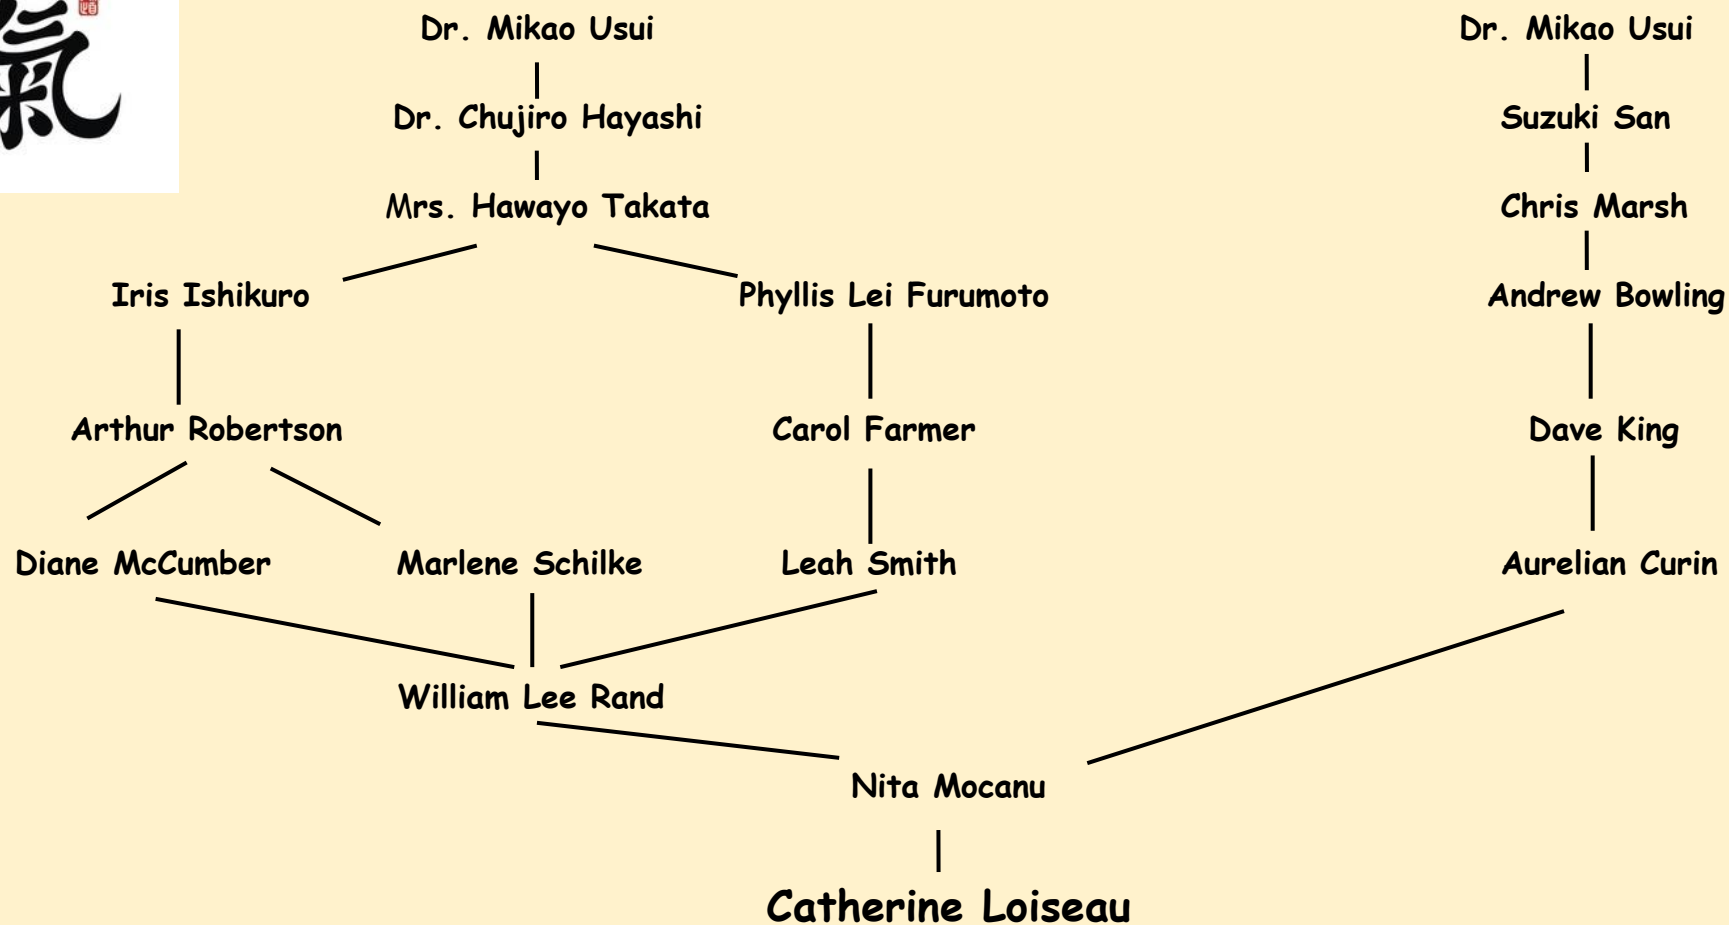 氣
Dr. Mikao Usui Dr. Mikao Usui
Dr. Chujiro Hayashi Suzuki San
Mrs. Hawayo Takata Chris Marsh
Iris Ishikuro Phyllis Lei Furumoto Andrew Bowling
Arthur Robertson Carol Farmer Dave King
Diane McCumber Marlene Schilke Leah Smith Aurelian Curin
William Lee Rand
Nita Mocanu
Catherine Loiseau